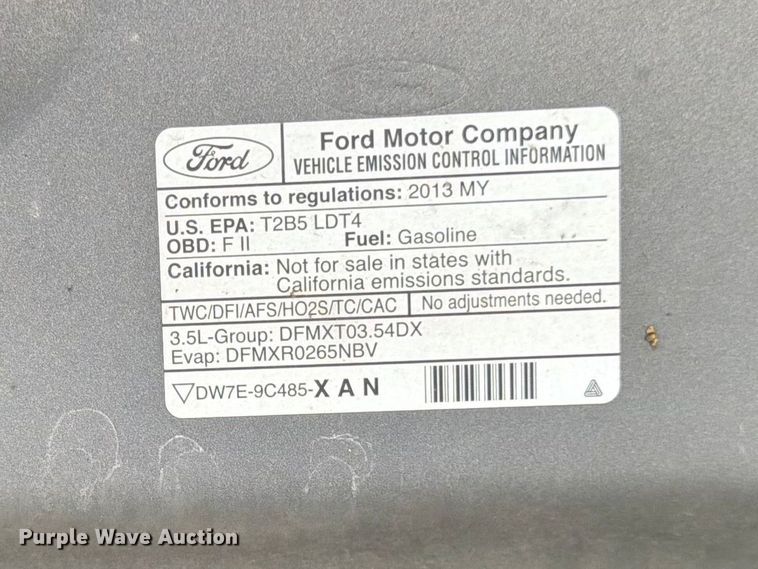 Ford
Ford Motor Company
VEHICLE EMISSION CONTROL INFORMATION
Conforms to regulations: 2013 MY
U.S. EPA: T2B5 LDT4
OBD: F II Fuel: Gasoline
California: Not for sale in states with
California emissions standards.
TWC/DFI/AFS/HO2S/TC/CAC No adjustments needed.
3.5L-Group: DFMXT03.54DX
Evap: DFMXR0265NBV
▽DW7E-9C485-X A N
Purple Wave Auction